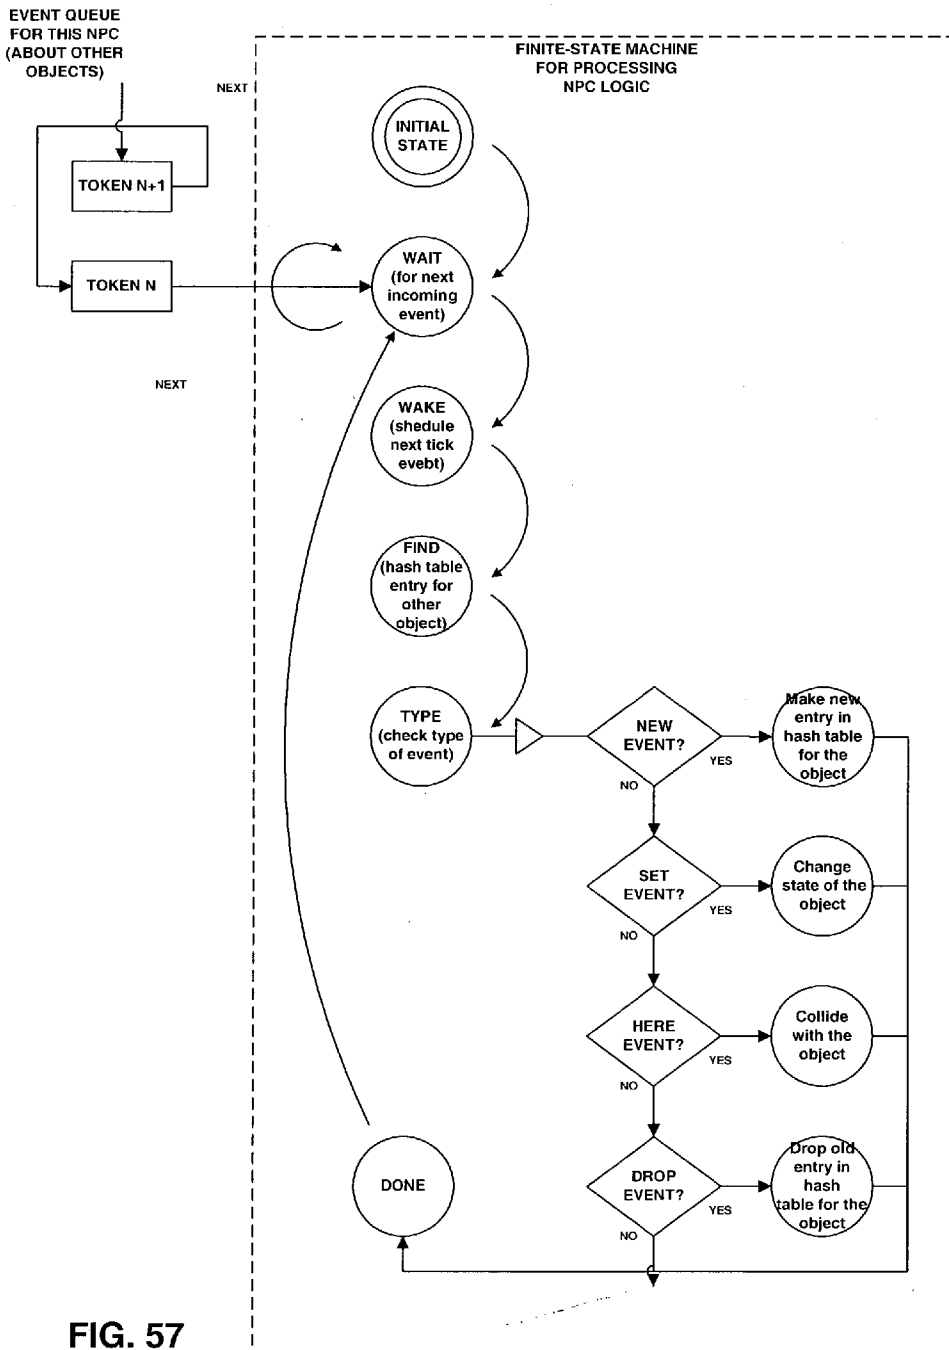 EVENT QUEUE
FOR THIS NPC
(ABOUT OTHER
OBJECTS)
NEXT
FINITE-STATE MACHINE
FOR PROCESSING
NPC LOGIC
INITIAL
STATE
TOKEN N+1
TOKEN N
WAIT
(for next
incoming
event)
NEXT
WAKE
(shedule
next tick
evebt)
FIND
(hash table
entry for
other
object)
TYPE
(check type
of event)
NEW
EVENT?
YES
NO
Make new
entry in
hash table
for the
object
SET
EVENT?
YES
NO
Change
state of the
object
HERE
EVENT?
YES
NO
Collide
with the
object
DONE
DROP
EVENT?
YES
NO
Drop old
entry in
hash
table for the
object
FIG. 57